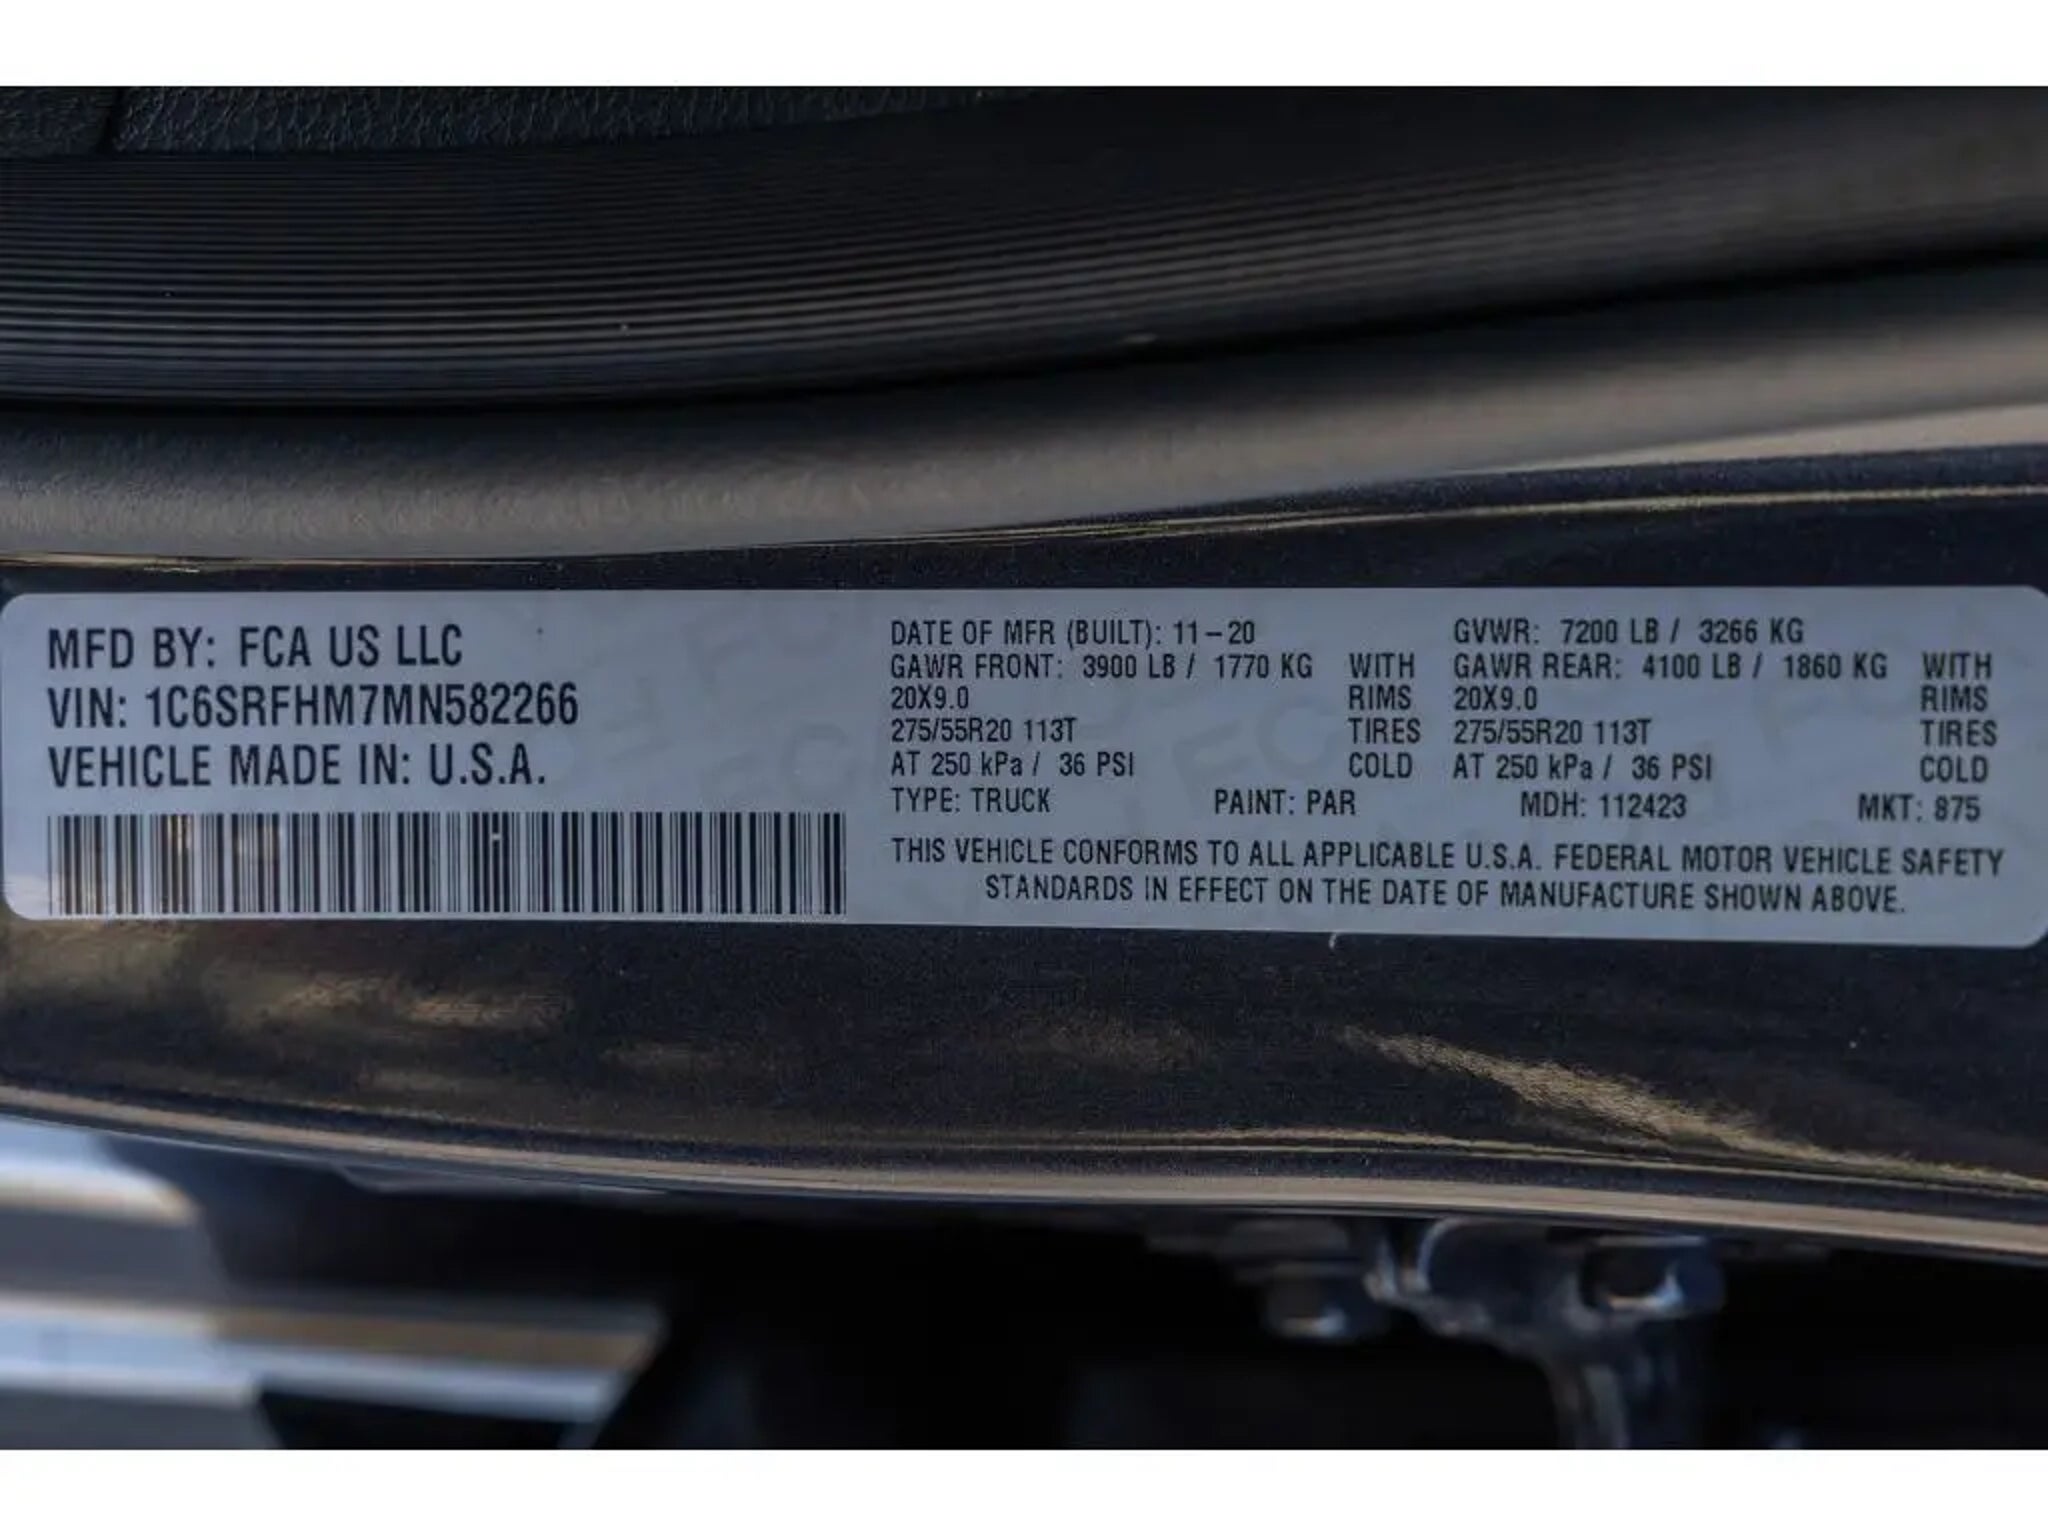 MFD BY: FCA US LLC
VIN: 1C6SRFHM7MN582266
VEHICLE MADE IN: U.S.A.
DATE OF MFR (BUILT): 11-20
GAWR FRONT: 3900 LB / 1770 KG WITH
20X9.0 RIMS
275/55R20 113T TIRES
AT 250 kPa / 36 PSI COLD
GVWR: 7200 LB / 3266 KG
GAWR REAR: 4100 LB / 1860 KG WITH
20X9.0 RIMS
275/55R20 113T TIRES
AT 250 kPa / 36 PSI COLD
TYPE: TRUCK PAINT: PAR MDH: 112423 MKT: 875
THIS VEHICLE CONFORMS TO ALL APPLICABLE U.S.A. FEDERAL MOTOR VEHICLE SAFETY
STANDARDS IN EFFECT ON THE DATE OF MANUFACTURE SHOWN ABOVE.